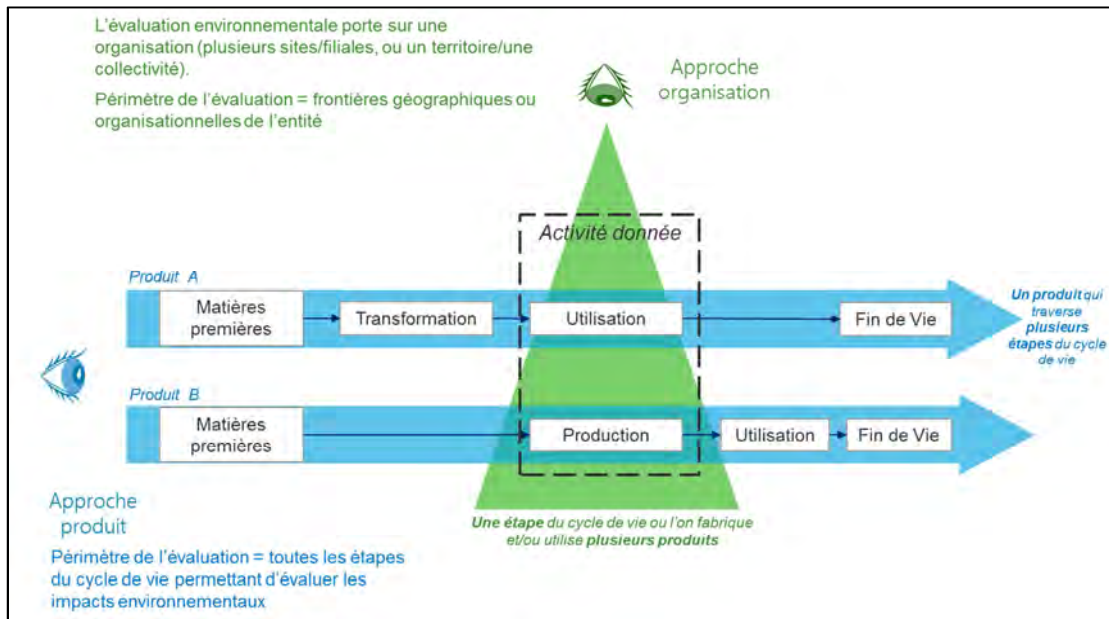 L'évaluation environnementale porte sur une
organisation (plusieurs sites/filiales, ou un territoire/une
collectivité).
Périmètre de l'évaluation = frontières géographiques ou
organisationnelles de l'entité
Approche
organisation
Activité donnée
Produit A
Matières
premières
Transformation
Utilisation
Fin de Vie
Un produit qui
traverse
plusieurs
étapes du cycle
de vie
Produit B
Matières
premières
Production
Utilisation
Fin de Vie
Approche
produit
Périmètre de l'évaluation = toutes les étapes
du cycle de vie permettant d'évaluer les
impacts environnementaux
Une étape du cycle de vie ou l'on fabrique
et/ou utilise plusieurs produits